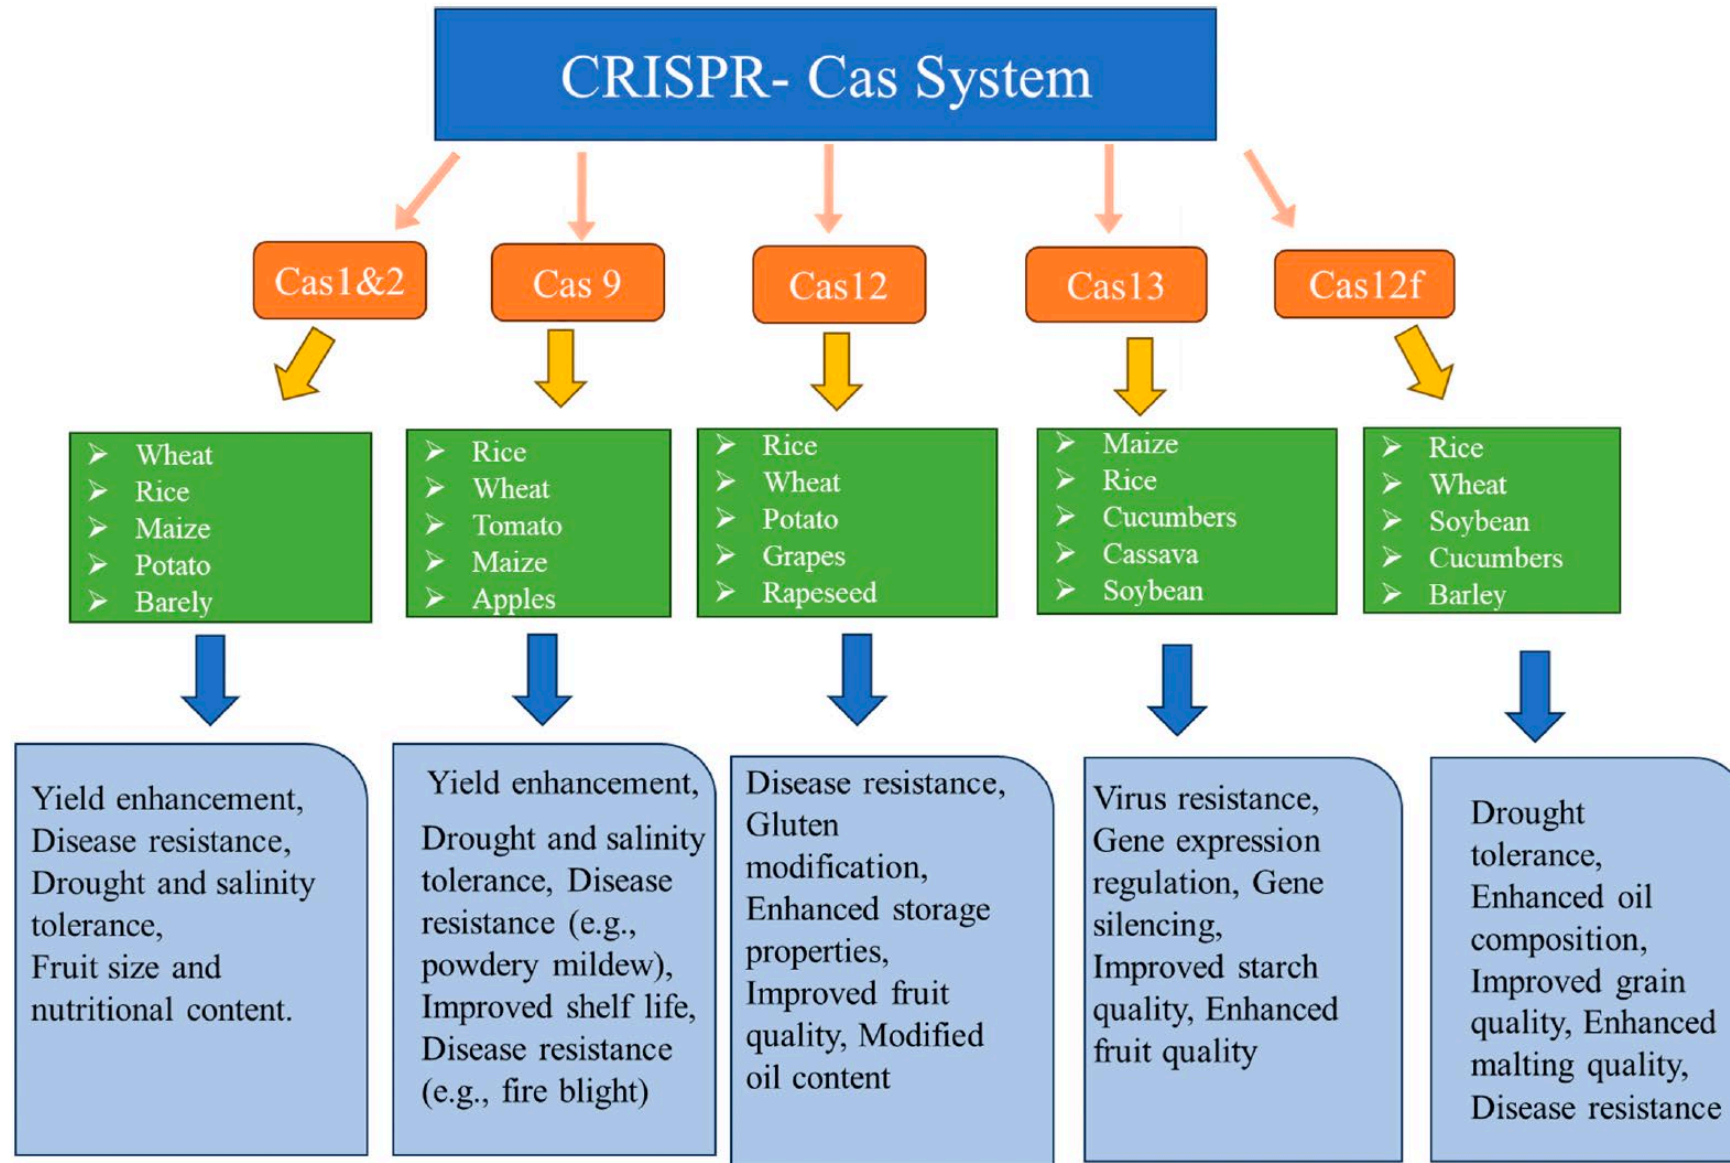 CRISPR- Cas System
Cas1&2
Cas 9
Cas12
Cas13
Cas12f
Wheat
Rice
Maize
Potato
Barely
Rice
Wheat
Tomato
Maize
Apples
Rice
Wheat
Potato
Grapes
Rapeseed
Maize
Rice
Cucumbers
Cassava
Soybean
Rice
Wheat
Soybean
Cucumbers
Barley
Yield enhancement,
Disease resistance,
Drought and salinity
tolerance,
Fruit size and
nutritional content.
Yield enhancement,
Drought and salinity
tolerance, Disease
resistance (e.g.,
powdery mildew),
Improved shelf life,
Disease resistance
(e.g., fire blight)
Disease resistance,
Gluten
modification,
Enhanced storage
properties,
Improved fruit
quality, Modified
oil content
Virus resistance,
Gene expression
regulation, Gene
silencing,
Improved starch
quality, Enhanced
fruit quality
Drought
tolerance,
Enhanced oil
composition,
Improved grain
quality, Enhanced
malting quality,
Disease resistance